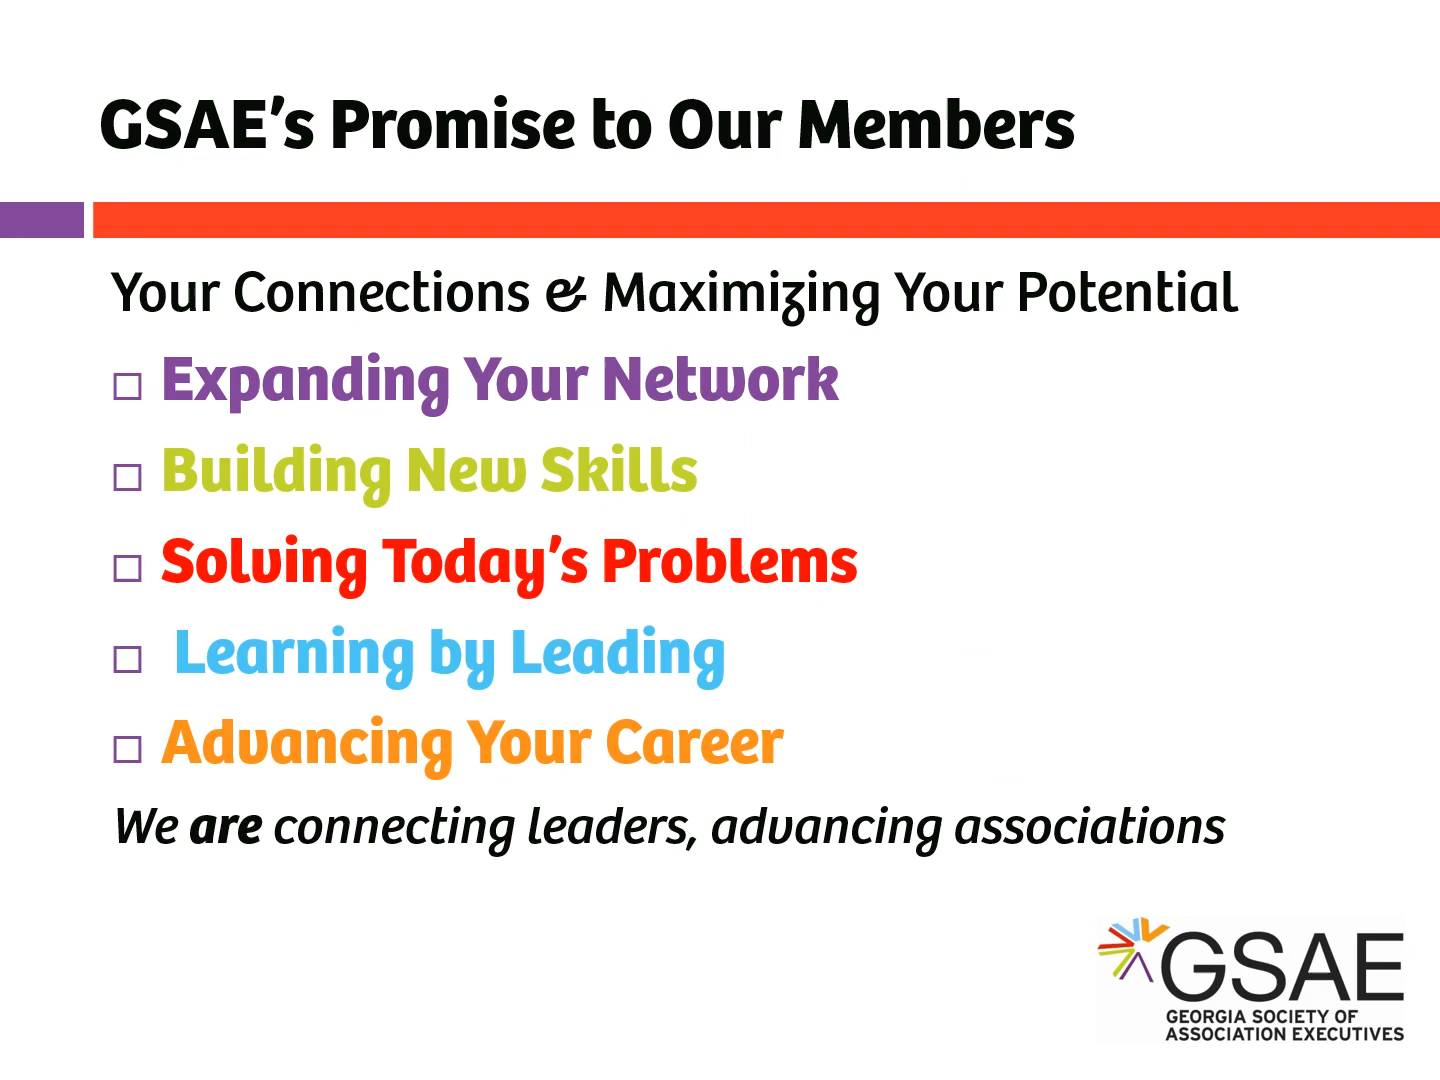 GSAE’s Promise to Our Members
Your Connections & Maximizing Your Potential
Expanding Your Network
Building New Skills
Solving Today’s Problems
Learning by Leading
Advancing Your Career
We are connecting leaders, advancing associations
GSAE
GEORGIA SOCIETY OF
ASSOCIATION EXECUTIVES